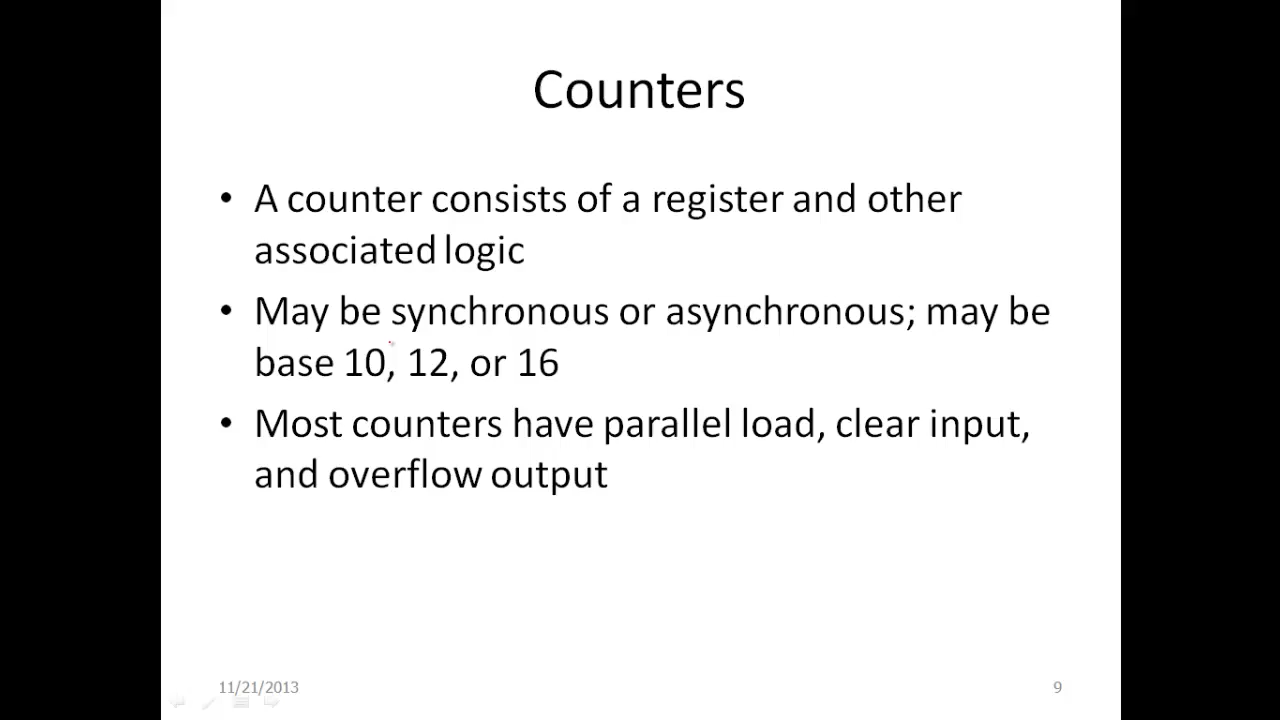 Counters
• A counter consists of a register and other
associated logic
• May be synchronous or asynchronous; may be
base 10, 12, or 16
• Most counters have parallel load, clear input,
and overflow output
11/21/2013
9